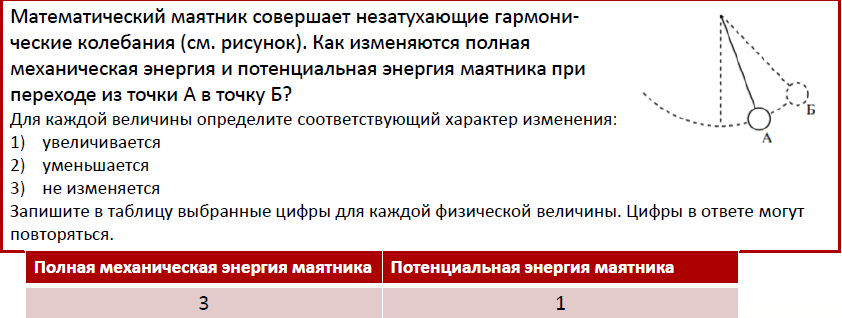 Математический маятник совершает незатухающие гармони-
ческие колебания (см. рисунок). Как изменяются полная
механическая энергия и потенциальная энергия маятника при
переходе из точки А в точку Б?
Для каждой величины определите соответствующий характер изменения:
1) увеличивается
2) уменьшается
3) не изменяется
Запишите в таблицу выбранные цифры для каждой физической величины. Цифры в ответе могут
повторяться.
Б
А
Полная механическая энергия маятника Потенциальная энергия маятника
3 1